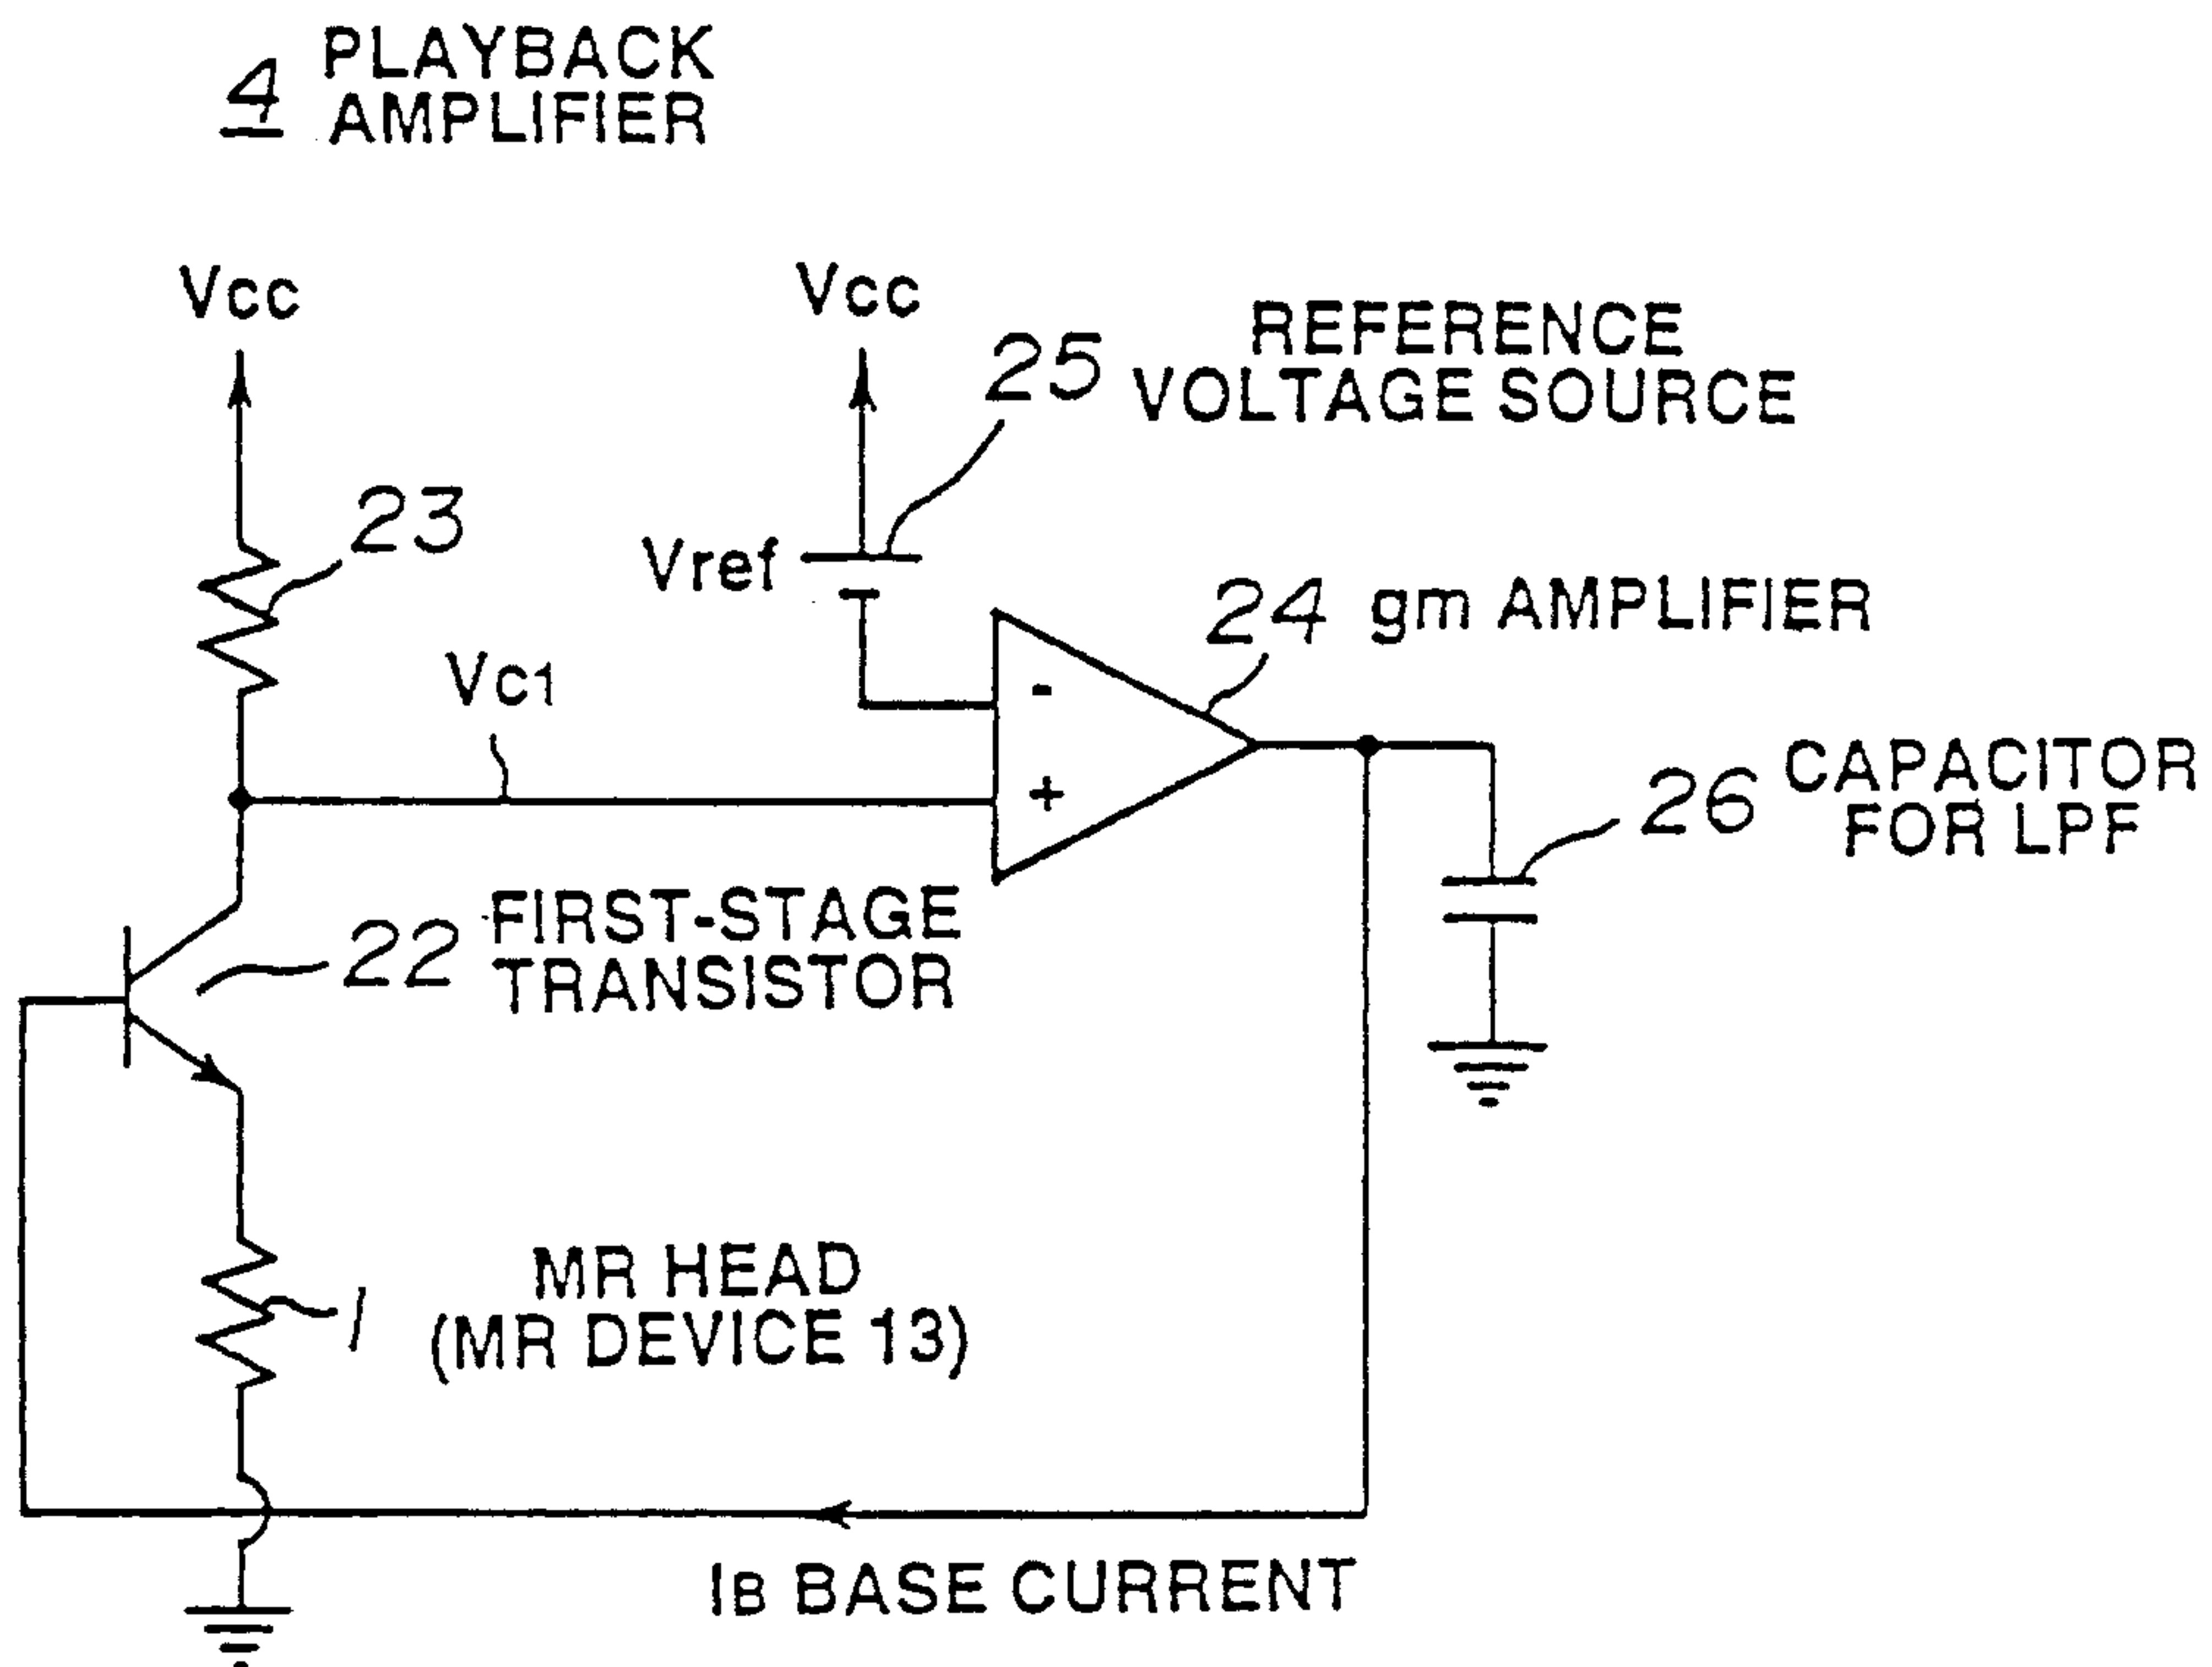 4 PLAYBACK
AMPLIFIER
Vcc
Vcc
25 REFERENCE
VOLTAGE SOURCE
23
Vref
24 gm AMPLIFIER
Vc1
-
+
26 CAPACITOR
FOR LPF
22 FIRST-STAGE
TRANSISTOR
1 MR HEAD
(MR DEVICE 13)
IB BASE CURRENT